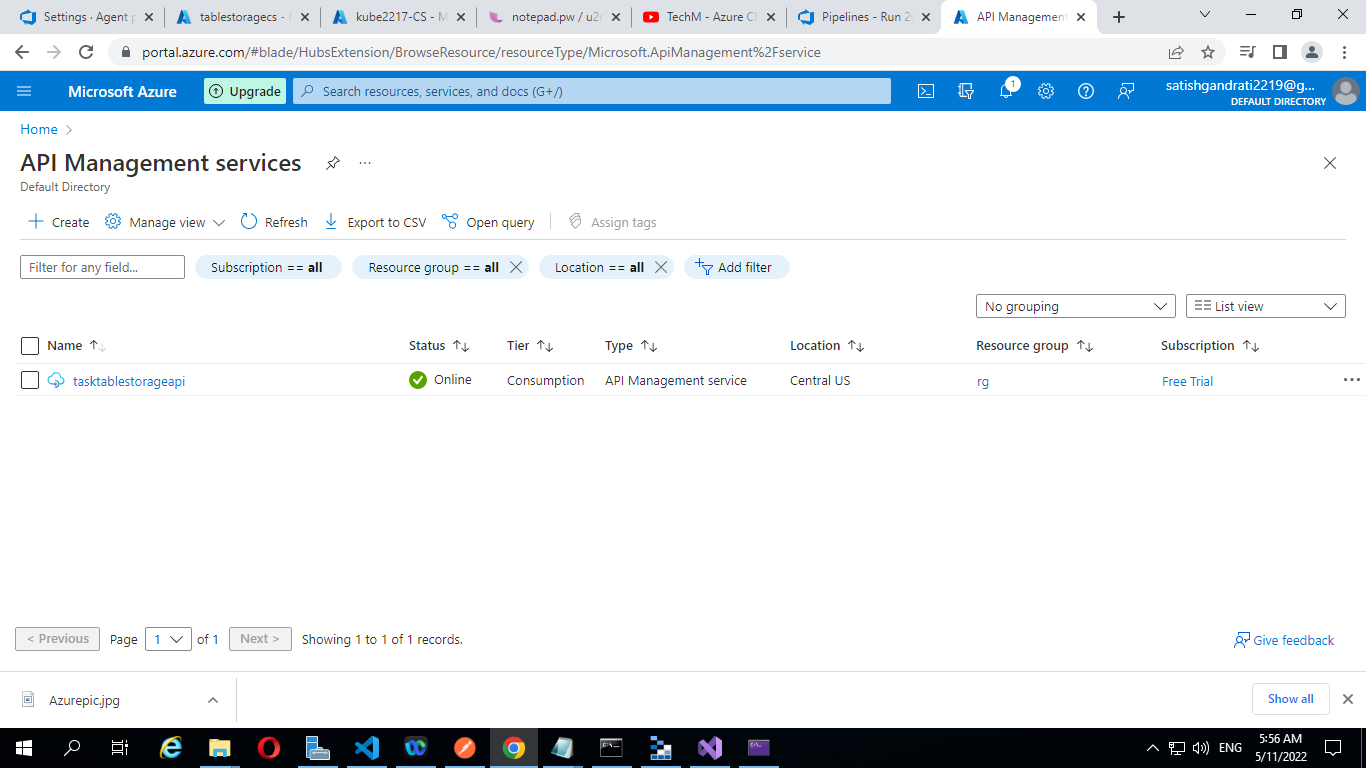 Settings · Agent p
tablestoragecs -
kube2217-CS - M
notepad.pw / u2
TechM - Azure C
Pipelines - Run 2
API Management
portal.azure.com/#blade/HubsExtension/BrowseResource/resourceType/Microsoft.ApiManagement%2Fservice
Microsoft Azure
Upgrade
Search resources, services, and docs (G+/)
1
satishgandrati2219@g...
DEFAULT DIRECTORY
Home
API Management services
...
Default Directory
Create
Manage view
Refresh
Export to CSV
Open query
Assign tags
Filter for any field...
Subscription == all
Resource group == all
Location == all
Add filter
No grouping
List view
Name
Status
Tier
Type
Location
Resource group
Subscription
tasktablestorageapi
Online
Consumption
API Management service
Central US
rg
Free Trial
...
< Previous
Page
1
of 1
Next >
Showing 1 to 1 of 1 records.
Give feedback
Azurepic.jpg
Show all
ENG
5:56 AM
5/11/2022